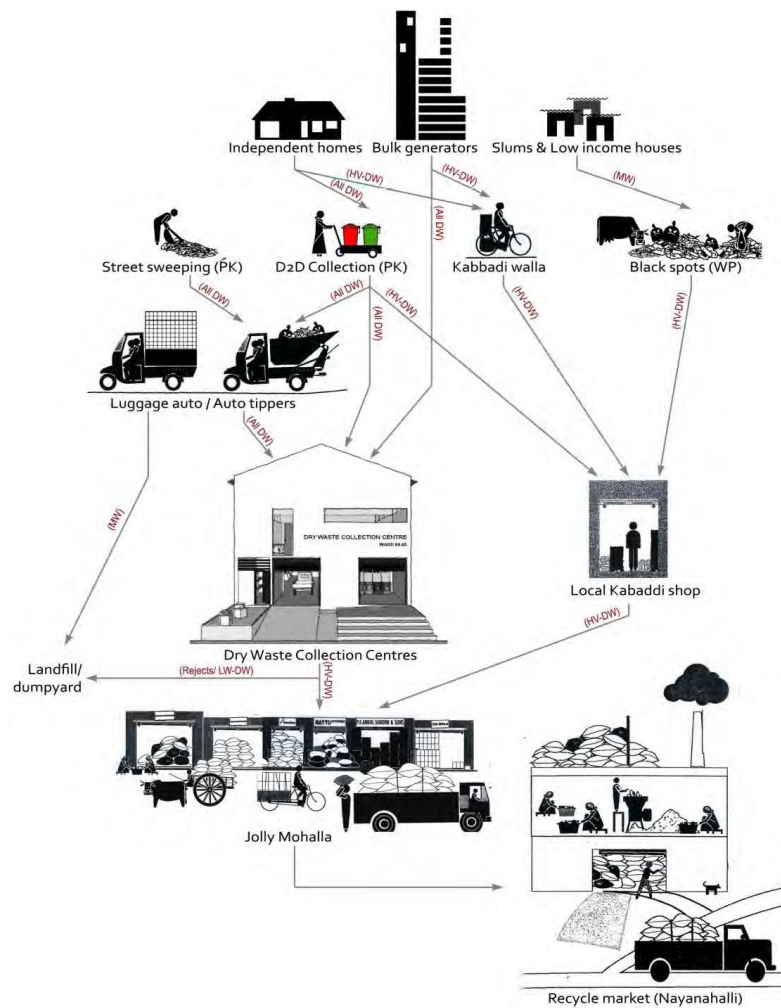 Independent homes
Bulk generators
Slums & Low income houses
(HV-DW)
(HV-DW)
(MW)
(All DW)
(All DW)
Street sweeping (PK)
D2D Collection (PK)
Kabbadi walla
Black spots (WP)
(All DW)
(All DW)
(All DW)
(HV-DW)
(HV-DW)
(HV-DW)
Luggage auto / Auto tippers
(All DW)
(MW)
DRY WASTE COLLECTION CENTRE
Local Kabaddi shop
(HV-DW)
Dry Waste Collection Centres
Landfill/
dumpyard
(Rejects/ LW-DW)
(HV-DW)
Jolly Mohalla
Recycle market (Nayanahalli)